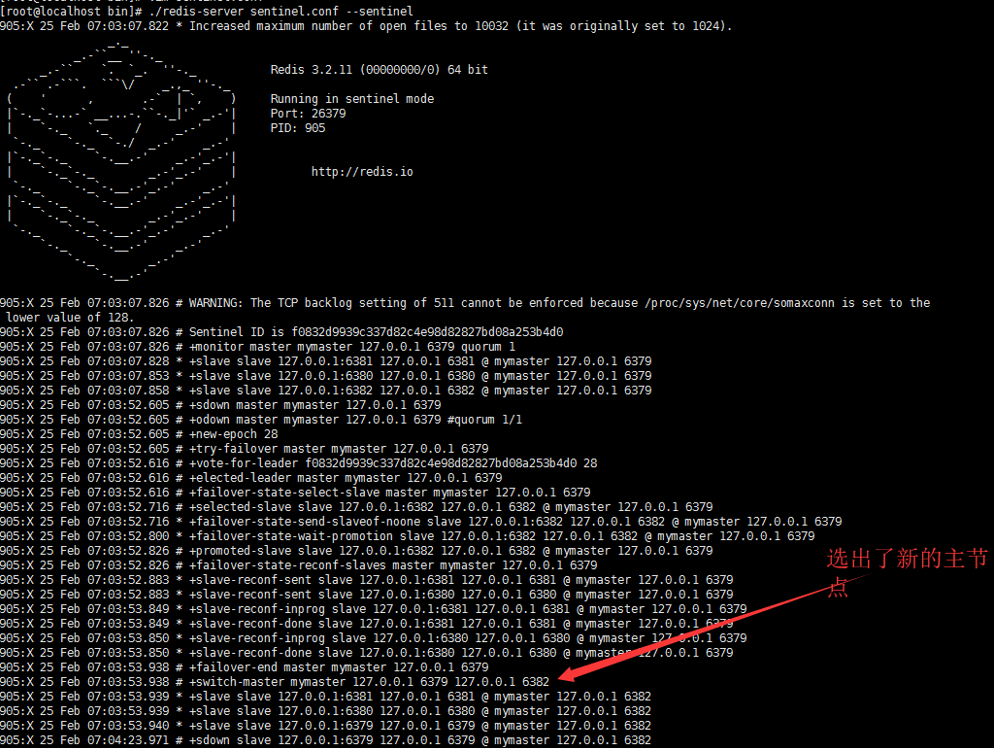 [root@localhost bin]# ./redis-server sentinel.conf --sentinel
905:X 25 Feb 07:03:07.822 * Increased maximum number of open files to 10032 (it was originally set to 1024).
Redis 3.2.11 (00000000/0) 64 bit
Running in sentinel mode
Port: 26379
PID: 905
http://redis.io
905:X 25 Feb 07:03:07.826 # WARNING: The TCP backlog setting of 511 cannot be enforced because /proc/sys/net/core/somaxconn is set to the
lower value of 128.
905:X 25 Feb 07:03:07.826 # Sentinel ID is f0832d9939c337d82c4e98d82827bd08a253b4d0
905:X 25 Feb 07:03:07.826 # +monitor master mymaster 127.0.0.1 6379 quorum 1
905:X 25 Feb 07:03:07.828 * +slave slave 127.0.0.1:6381 127.0.0.1 6381 @ mymaster 127.0.0.1 6379
905:X 25 Feb 07:03:07.853 * +slave slave 127.0.0.1:6380 127.0.0.1 6380 @ mymaster 127.0.0.1 6379
905:X 25 Feb 07:03:07.858 * +slave slave 127.0.0.1:6382 127.0.0.1 6382 @ mymaster 127.0.0.1 6379
905:X 25 Feb 07:03:52.605 # +sdown master mymaster 127.0.0.1 6379
905:X 25 Feb 07:03:52.605 # +odown master mymaster 127.0.0.1 6379 #quorum 1/1
905:X 25 Feb 07:03:52.605 # +new-epoch 28
905:X 25 Feb 07:03:52.605 # +try-failover master mymaster 127.0.0.1 6379
905:X 25 Feb 07:03:52.616 # +vote-for-leader f0832d9939c337d82c4e98d82827bd08a253b4d0 28
905:X 25 Feb 07:03:52.616 # +elected-leader master mymaster 127.0.0.1 6379
905:X 25 Feb 07:03:52.616 # +failover-state-select-slave master mymaster 127.0.0.1 6379
905:X 25 Feb 07:03:52.716 # +selected-slave slave 127.0.0.1:6382 127.0.0.1 6382 @ mymaster 127.0.0.1 6379
905:X 25 Feb 07:03:52.716 * +failover-state-send-slaveof-noone slave 127.0.0.1:6382 127.0.0.1 6382 @ mymaster 127.0.0.1 6379
905:X 25 Feb 07:03:52.800 * +failover-state-wait-promotion slave 127.0.0.1:6382 127.0.0.1 6382 @ mymaster 127.0.0.1 6379
905:X 25 Feb 07:03:52.826 # +promoted-slave slave 127.0.0.1:6382 127.0.0.1 6382 @ mymaster 127.0.0.1 6379
905:X 25 Feb 07:03:52.826 # +failover-state-reconf-slaves master mymaster 127.0.0.1 6379
905:X 25 Feb 07:03:52.883 * +slave-reconf-sent slave 127.0.0.1:6381 127.0.0.1 6381 @ mymaster 127.0.0.1 6379
905:X 25 Feb 07:03:52.883 * +slave-reconf-sent slave 127.0.0.1:6380 127.0.0.1 6380 @ mymaster 127.0.0.1 6379
905:X 25 Feb 07:03:53.849 * +slave-reconf-inprog slave 127.0.0.1:6381 127.0.0.1 6381 @ mymaster 127.0.0.1 6379
905:X 25 Feb 07:03:53.849 * +slave-reconf-done slave 127.0.0.1:6381 127.0.0.1 6381 @ mymaster 127.0.0.1 6379
905:X 25 Feb 07:03:53.850 * +slave-reconf-inprog slave 127.0.0.1:6380 127.0.0.1 6380 @ mymaster 127.0.0.1 6379
905:X 25 Feb 07:03:53.850 * +slave-reconf-done slave 127.0.0.1:6380 127.0.0.1 6380 @ mymaster 127.0.0.1 6379
905:X 25 Feb 07:03:53.938 # +failover-end master mymaster 127.0.0.1 6379
905:X 25 Feb 07:03:53.938 # +switch-master mymaster 127.0.0.1 6379 127.0.0.1 6382
905:X 25 Feb 07:03:53.939 * +slave slave 127.0.0.1:6381 127.0.0.1 6381 @ mymaster 127.0.0.1 6382
905:X 25 Feb 07:03:53.939 * +slave slave 127.0.0.1:6380 127.0.0.1 6380 @ mymaster 127.0.0.1 6382
905:X 25 Feb 07:03:53.940 * +slave slave 127.0.0.1:6379 127.0.0.1 6379 @ mymaster 127.0.0.1 6382
905:X 25 Feb 07:04:23.971 # +sdown slave 127.0.0.1:6379 127.0.0.1 6379 @ mymaster 127.0.0.1 6382
选出了新的主节
点